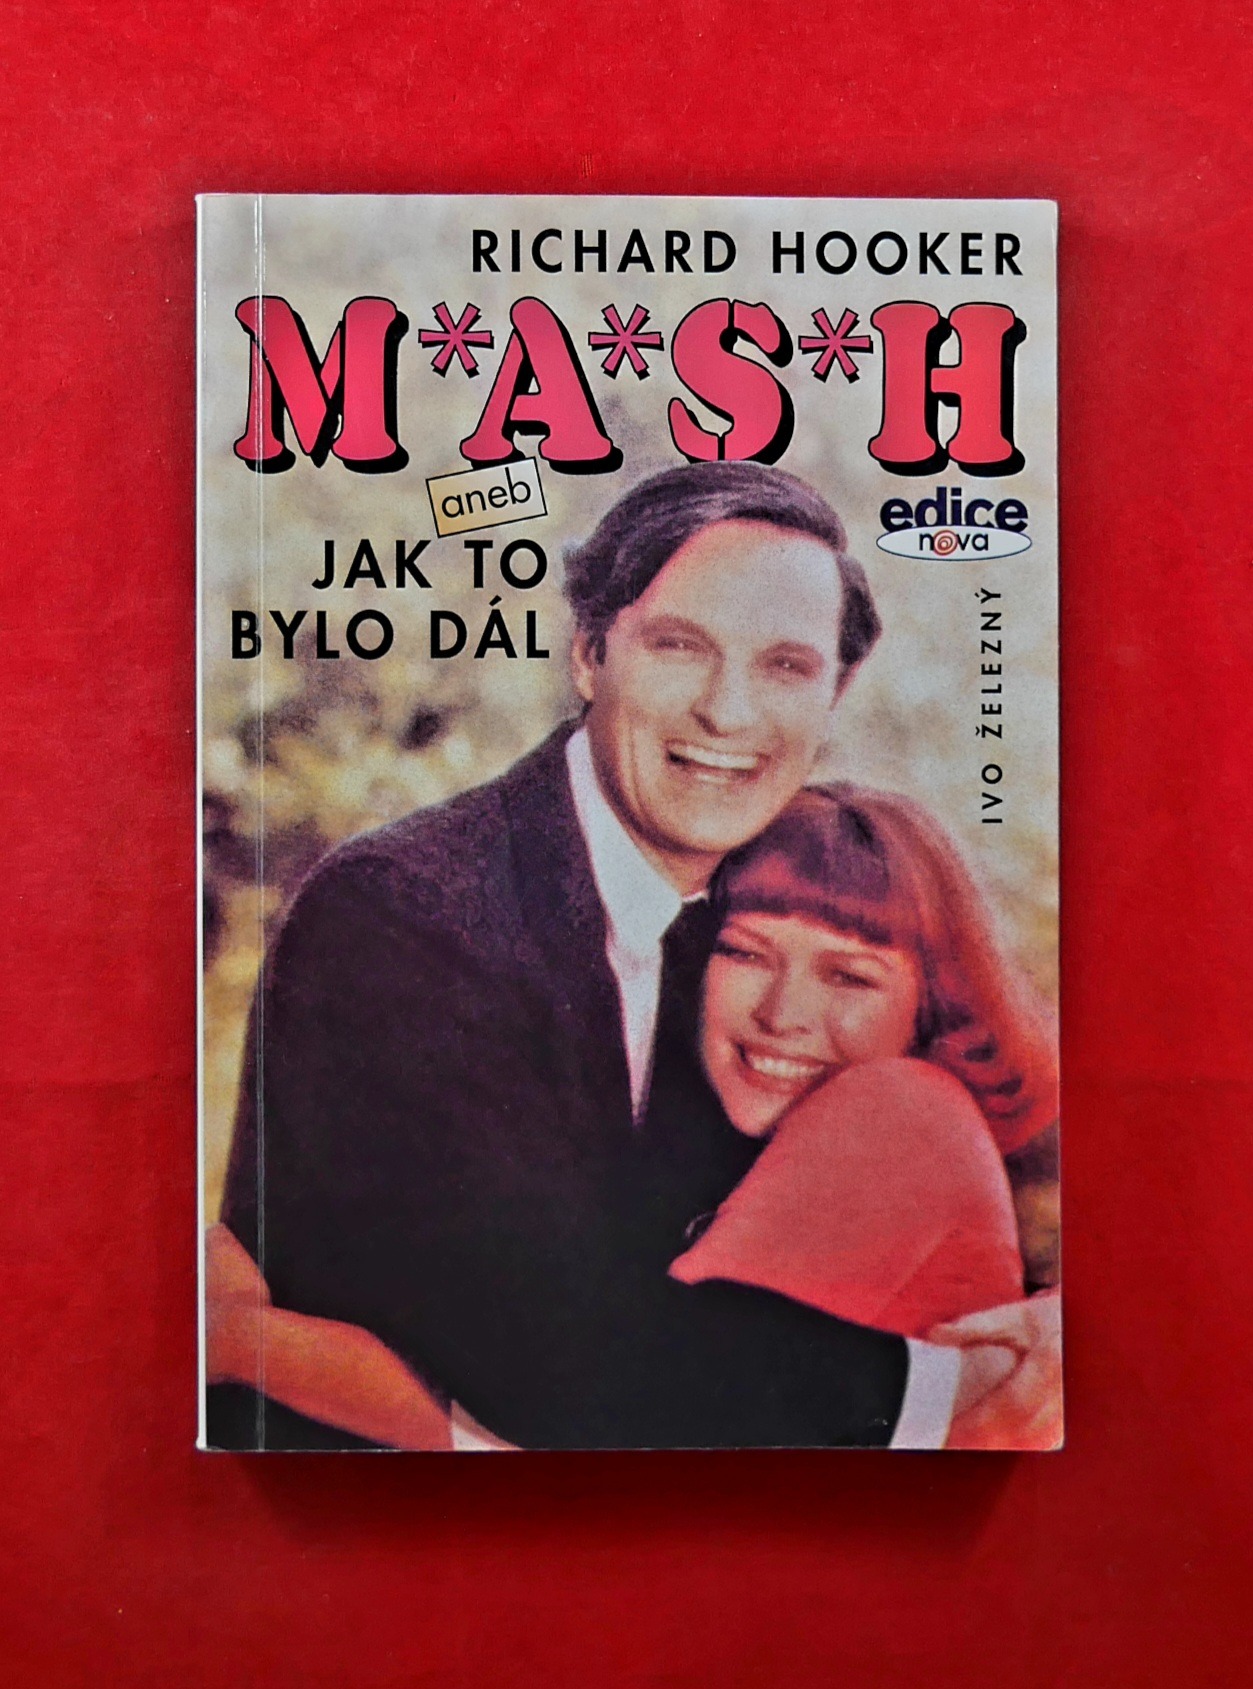 RICHARD HOOKER
M*A*S*H
aneb
JAK TO
BYLO DÁL
edice
nova
IVO ŽELEZNÝ